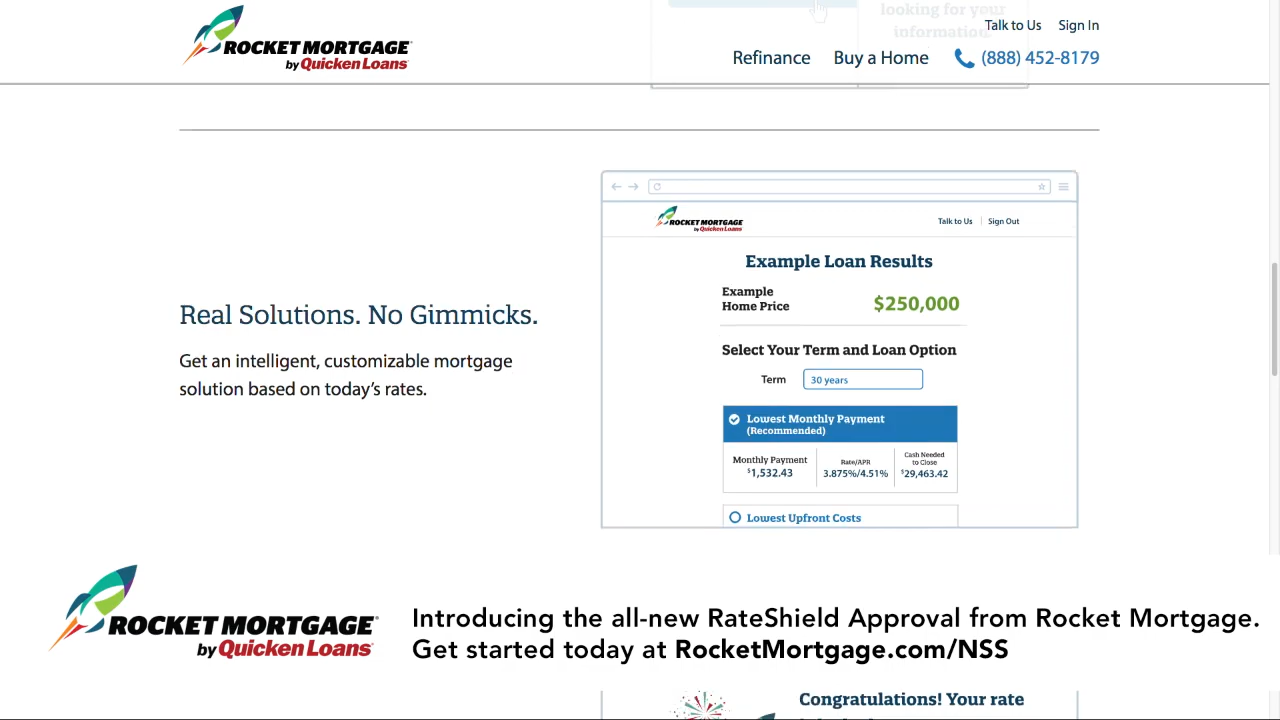 looking for your
information
Talk to Us Sign In
ROCKET MORTGAGE
by Quicken Loans
Refinance Buy a Home (888) 452-8179
ROCKET MORTGAGE
by Quicken Loans
Talk to Us Sign Out
Example Loan Results
Example
Home Price
$250,000
Select Your Term and Loan Option
Term 30 years
Real Solutions. No Gimmicks.
Get an intelligent, customizable mortgage
solution based on today's rates.
Lowest Monthly Payment
(Recommended)
Monthly Payment
$1,532.43
Rate/APR
3.875%/4.51%
Cash Needed
to Close
$29,463.42
Lowest Upfront Costs
ROCKET MORTGAGE
by Quicken Loans
Introducing the all-new RateShield Approval from Rocket Mortgage.
Get started today at RocketMortgage.com/NSS
Congratulations! Your rate